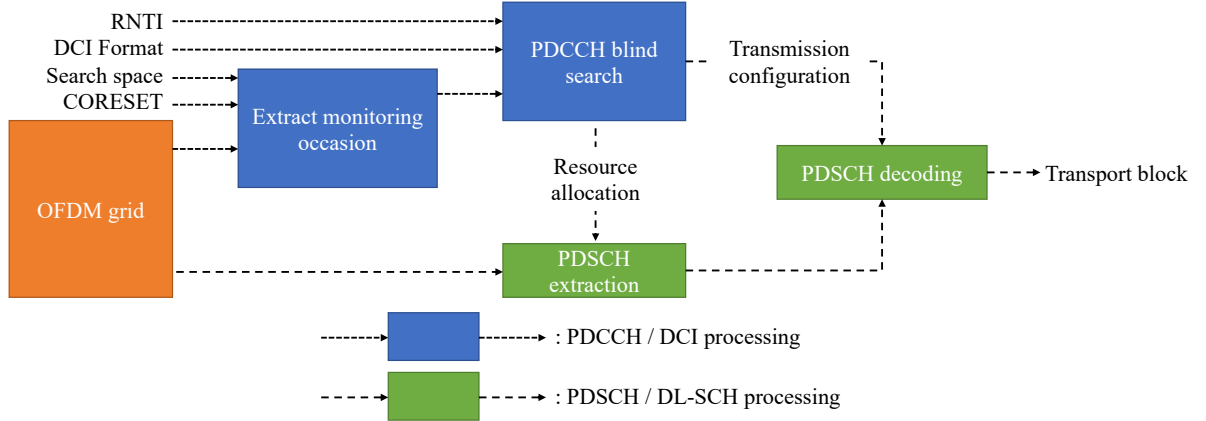 RNTI
DCI Format
Search space
CORESET
OFDM grid
Extract monitoring
occasion
PDCCH blind
search
Transmission
configuration
Resource
allocation
PDSCH
extraction
PDSCH decoding
Transport block
: PDCCH / DCI processing
: PDSCH / DL-SCH processing